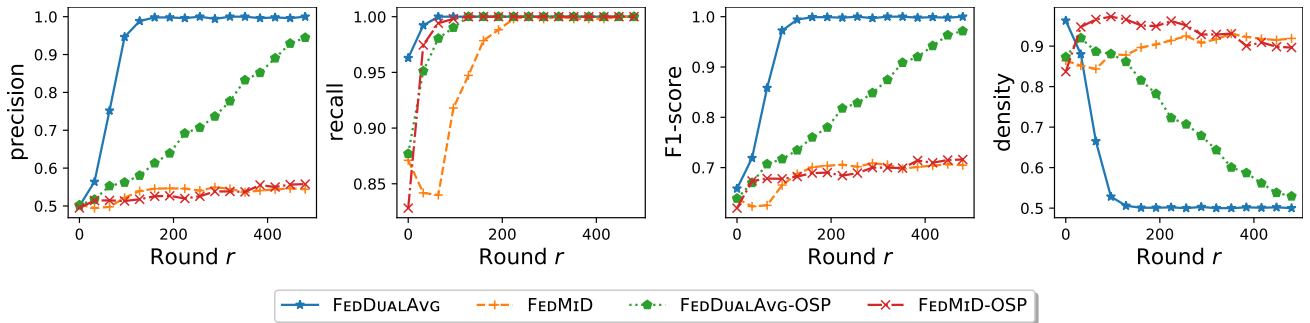 precision
1.0
0.9
0.8
0.7
0.6
0.5
0
200
400
Round r
recall
1.00
0.95
0.90
0.85
0
200
400
Round r
F1-score
1.0
0.9
0.8
0.7
0
200
400
Round r
density
0.9
0.8
0.7
0.6
0.5
0
200
400
Round r
FEDDUALAVG
FEDMID
FEDDUALAVG-OSP
FEDMID-OSP